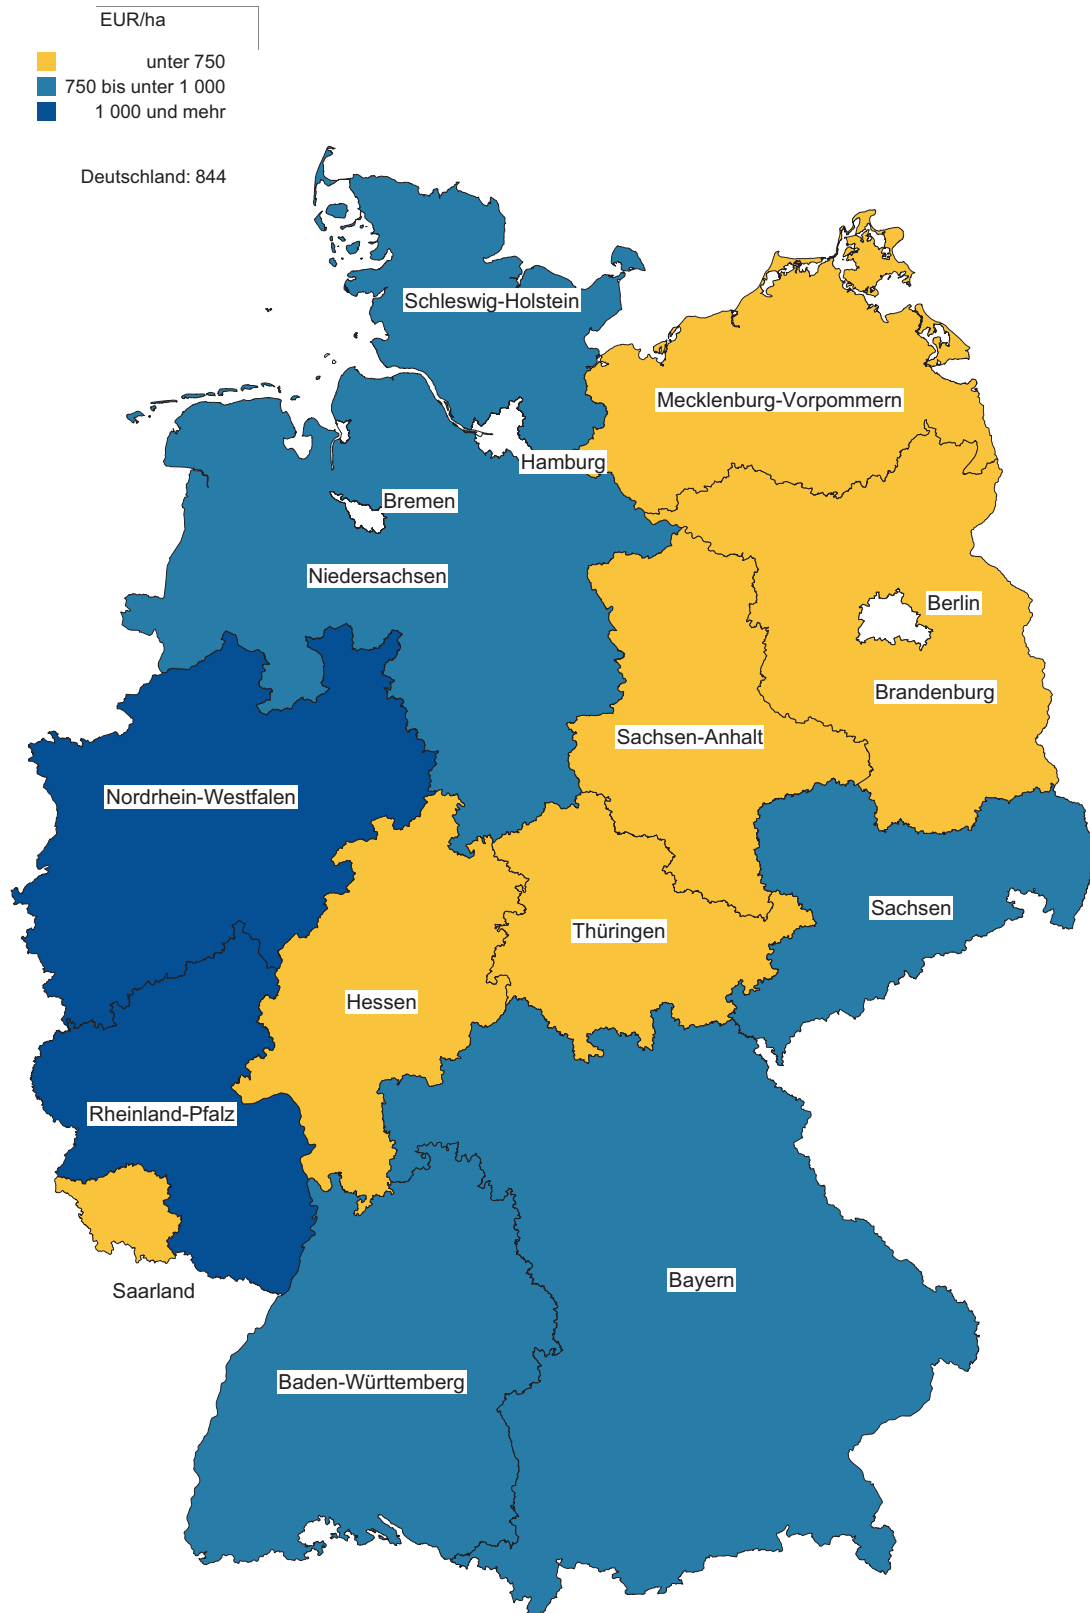 EUR/ha
unter 750
750 bis unter 1 000
1 000 und mehr
Deutschland: 844
Schleswig-Holstein
Mecklenburg-Vorpommern
Hamburg
Bremen
Niedersachsen
Berlin
Brandenburg
Sachsen-Anhalt
Nordrhein-Westfalen
Sachsen
Thüringen
Hessen
Rheinland-Pfalz
Saarland
Bayern
Baden-Württemberg